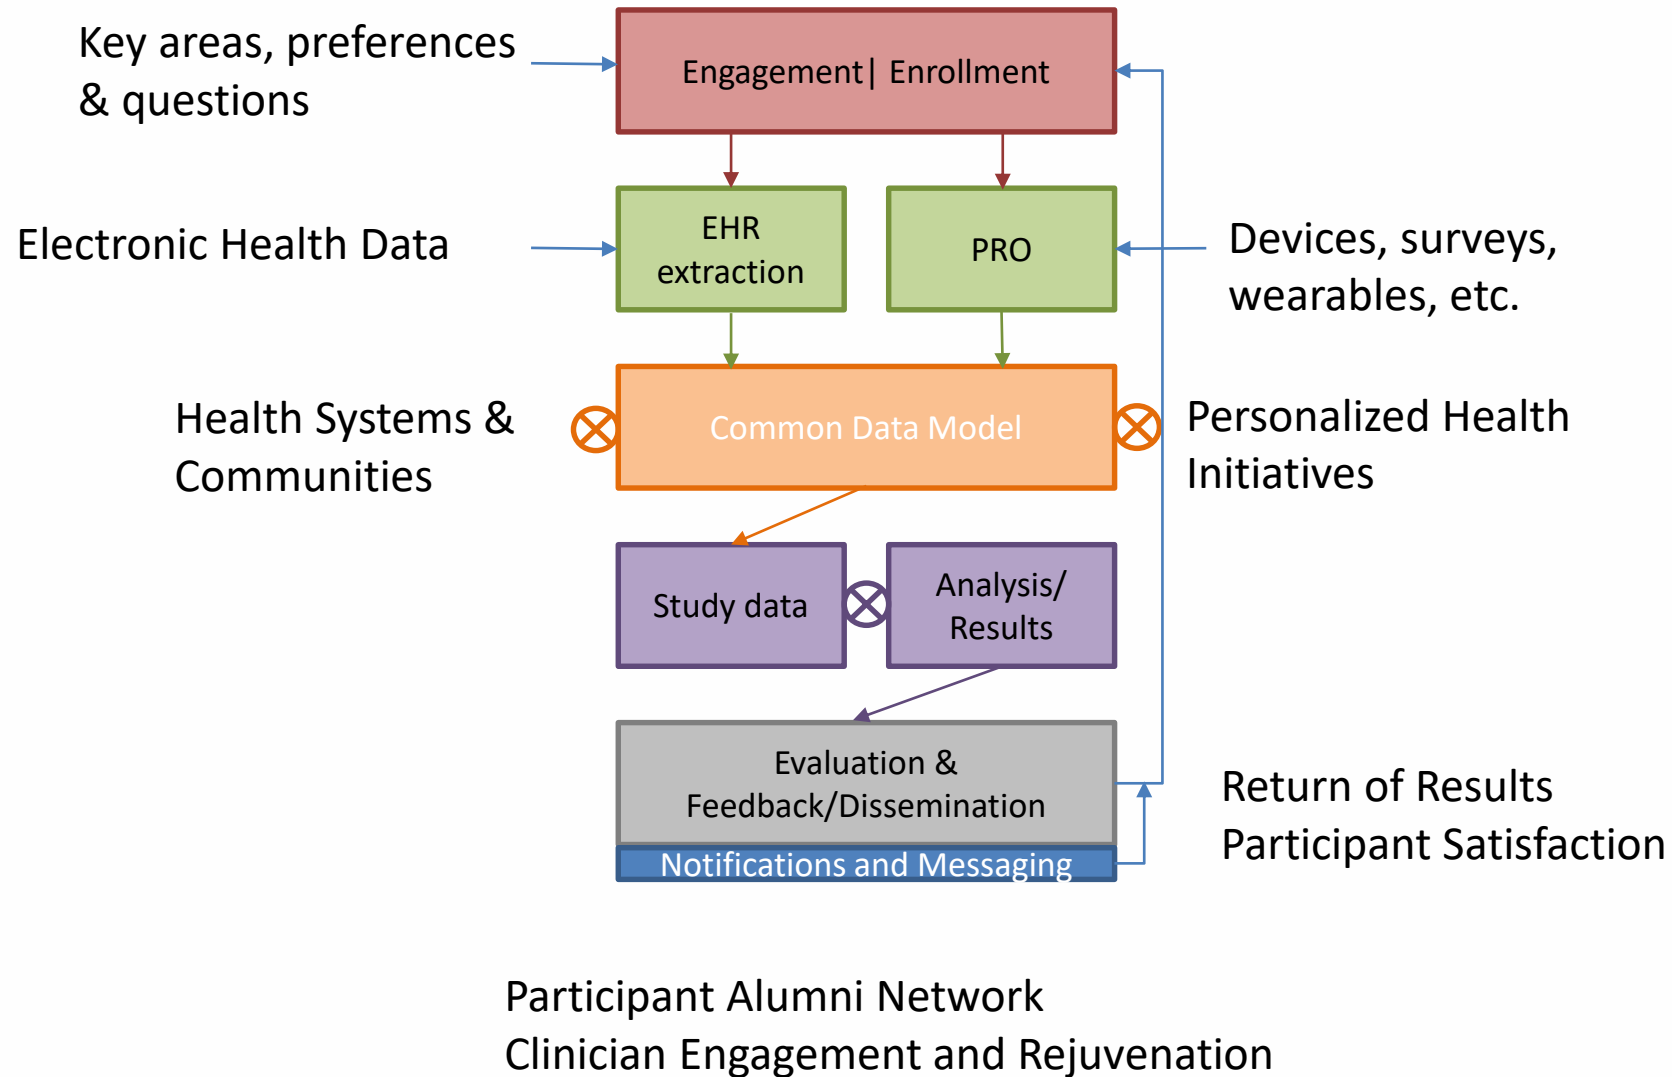 Key areas, preferences
& questions
Engagement| Enrollment
Electronic Health Data
EHR
extraction
PRO
Devices, surveys,
wearables, etc.
Health Systems &
Communities
Common Data Model
Personalized Health
Initiatives
Study data
Analysis/
Results
Evaluation &
Feedback/Dissemination
Notifications and Messaging
Return of Results
Participant Satisfaction
Participant Alumni Network
Clinician Engagement and Rejuvenation